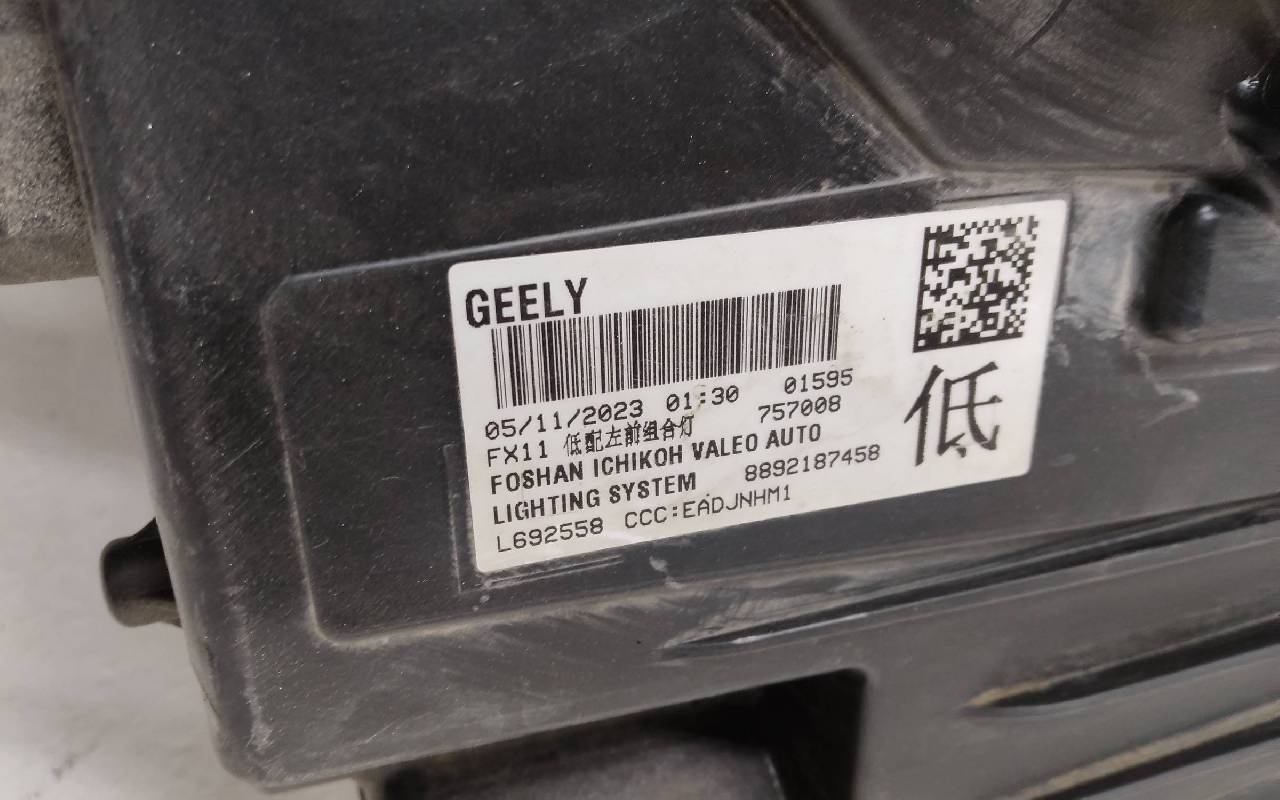 GEELY
05/11/2023 01:30 01595
FX11 低配左前组合灯 757008
FOSHAN ICHIKOH VALEO AUTO
LIGHTING SYSTEM 8892187458
L692558 CCC:EADJNHM1
低